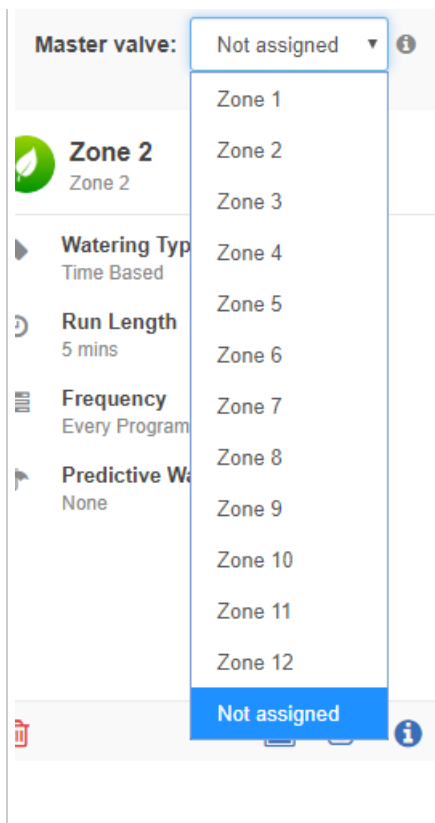 Master valve: Not assigned
Zone 1
Zone 2
Zone 3
Zone 4
Zone 5
Zone 6
Zone 7
Zone 8
Zone 9
Zone 10
Zone 11
Zone 12
Not assigned
Zone 2
Zone 2
Watering Typ
Time Based
Run Length
5 mins
Frequency
Every Program
Predictive Wa
None